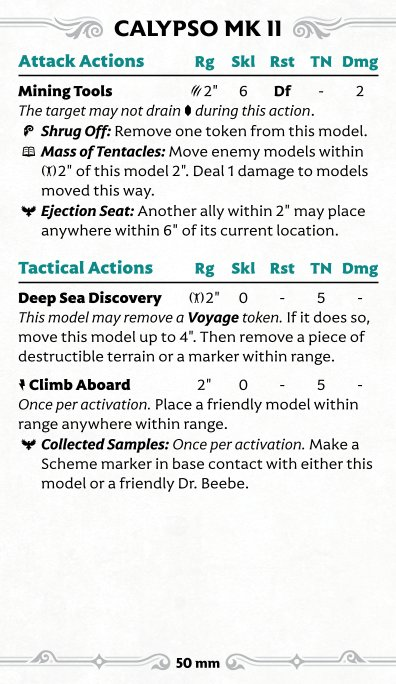 CALYPSO MK II
Attack Actions Rg Skl Rst TN Dmg
Mining Tools 2" 6 Df - 2
The target may not drain during this action.
Shrug Off: Remove one token from this model.
Mass of Tentacles: Move enemy models within
2" of this model 2". Deal 1 damage to models
moved this way.
Ejection Seat: Another ally within 2" may place
anywhere within 6" of its current location.
Tactical Actions Rg Skl Rst TN Dmg
Deep Sea Discovery 2" 0 - 5 -
This model may remove a Voyage token. If it does so,
move this model up to 4". Then remove a piece of
destructible terrain or a marker within range.
Climb Aboard 2" 0 - 5 -
Once per activation. Place a friendly model within
range anywhere within range.
Collected Samples: Once per activation. Make a
Scheme marker in base contact with either this
model or a friendly Dr. Beebe.
50 mm